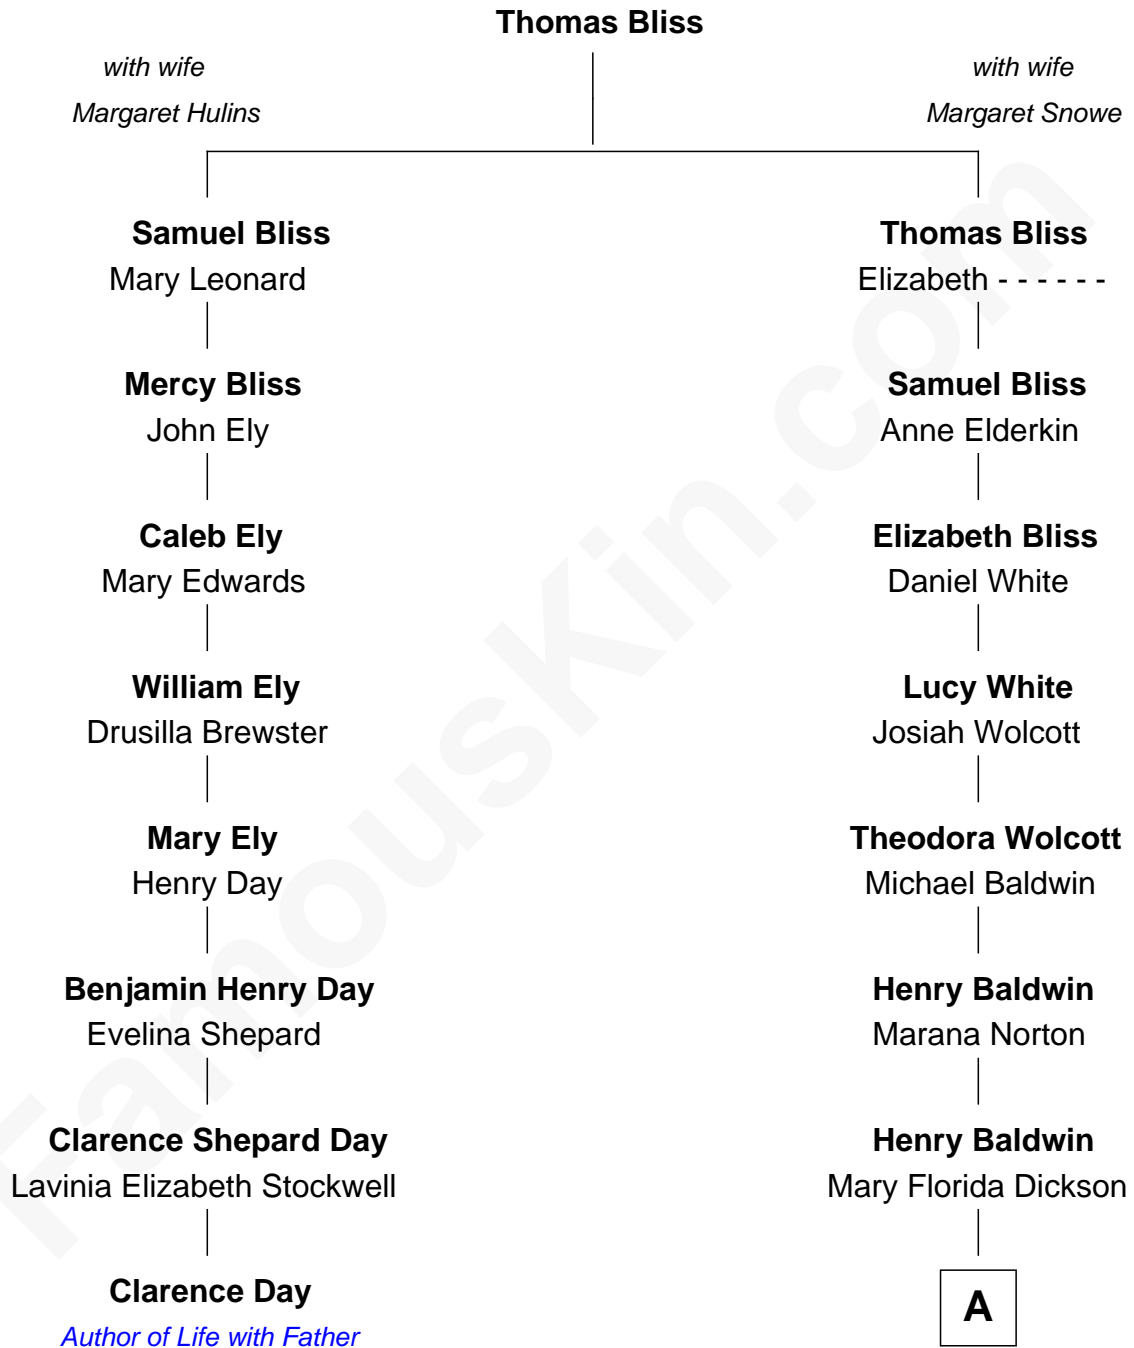 Thomas Bliss
with wife
Margaret Hulins
with wife
Margaret Snowe
Samuel Bliss
Mary Leonard
Thomas Bliss
Elizabeth - - - - - -
Mercy Bliss
John Ely
Samuel Bliss
Anne Elderkin
Caleb Ely
Mary Edwards
Elizabeth Bliss
Daniel White
William Ely
Drusilla Brewster
Lucy White
Josiah Wolcott
Mary Ely
Henry Day
Theodora Wolcott
Michael Baldwin
Benjamin Henry Day
Evelina Shepard
Henry Baldwin
Marana Norton
Clarence Shepard Day
Lavinia Elizabeth Stockwell
Henry Baldwin
Mary Florida Dickson
Clarence Day
Author of Life with Father
A
FamousKin.com